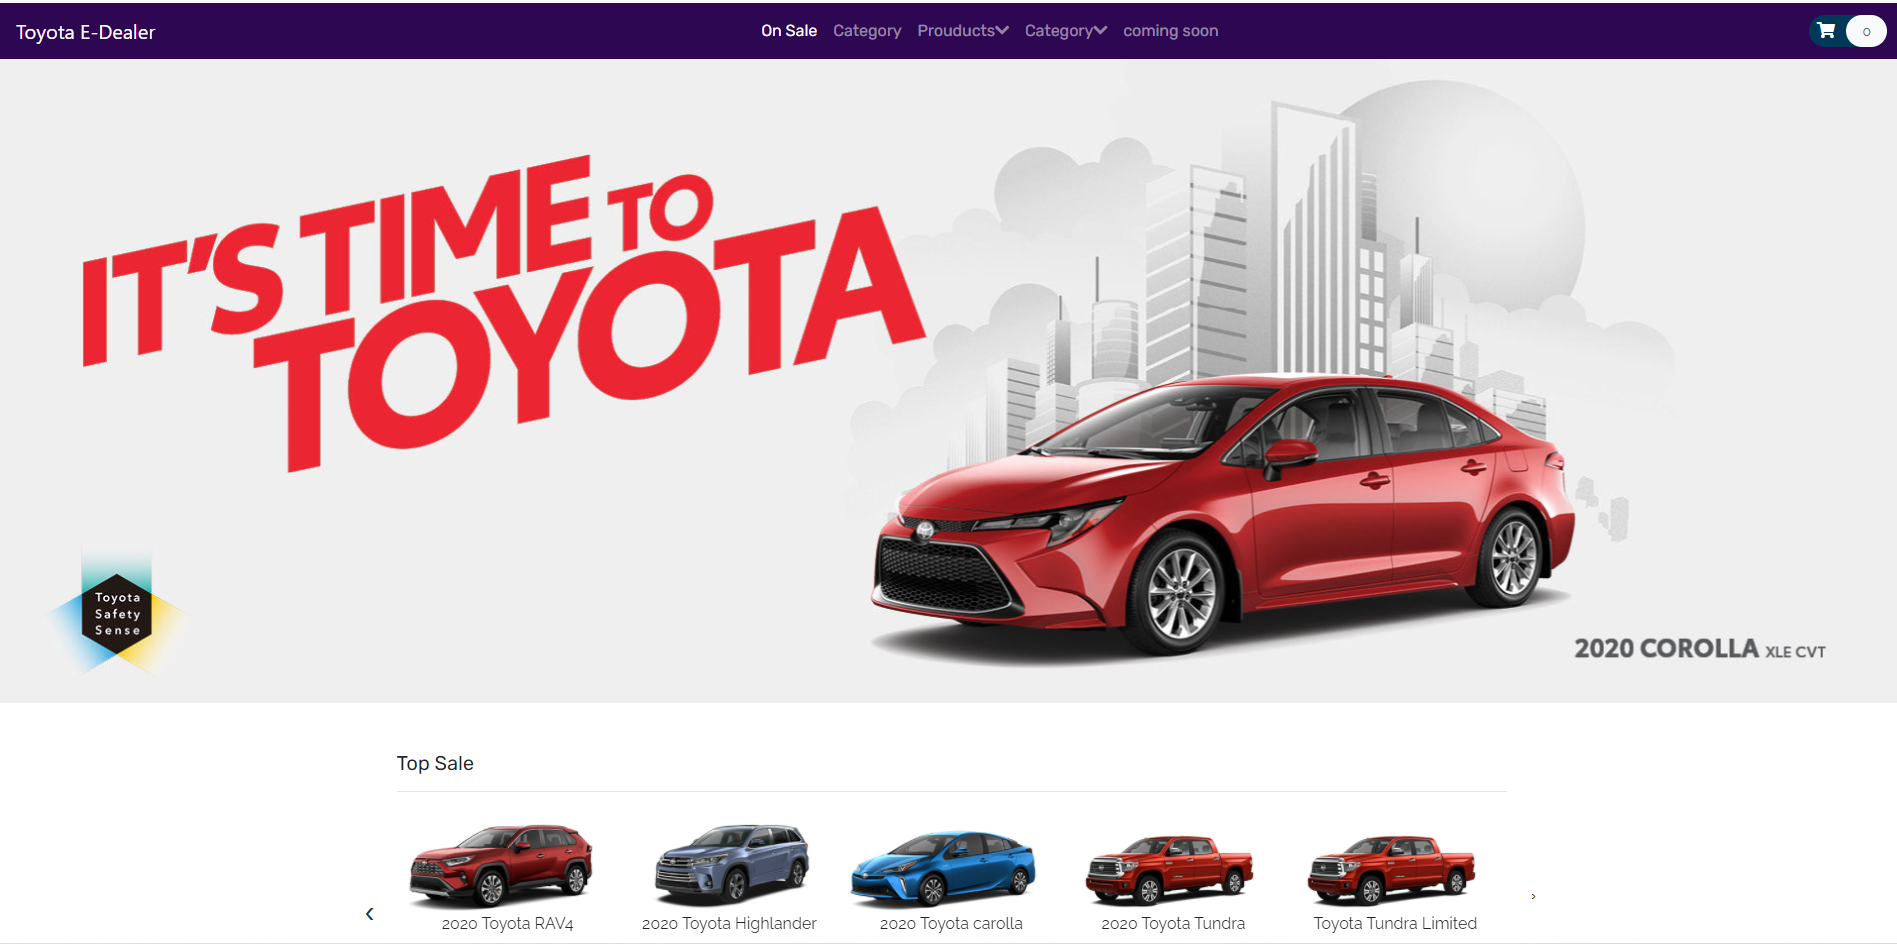 Toyota E-Dealer
On Sale Category Prouducts Category coming soon
0
IT'S TIME TO
TOYOTA
Toyota
Safety
Sense
2020 COROLLA XLE CVT
Top Sale
2020 Toyota RAV4
2020 Toyota Highlander
2020 Toyota carolla
2020 Toyota Tundra
Toyota Tundra Limited